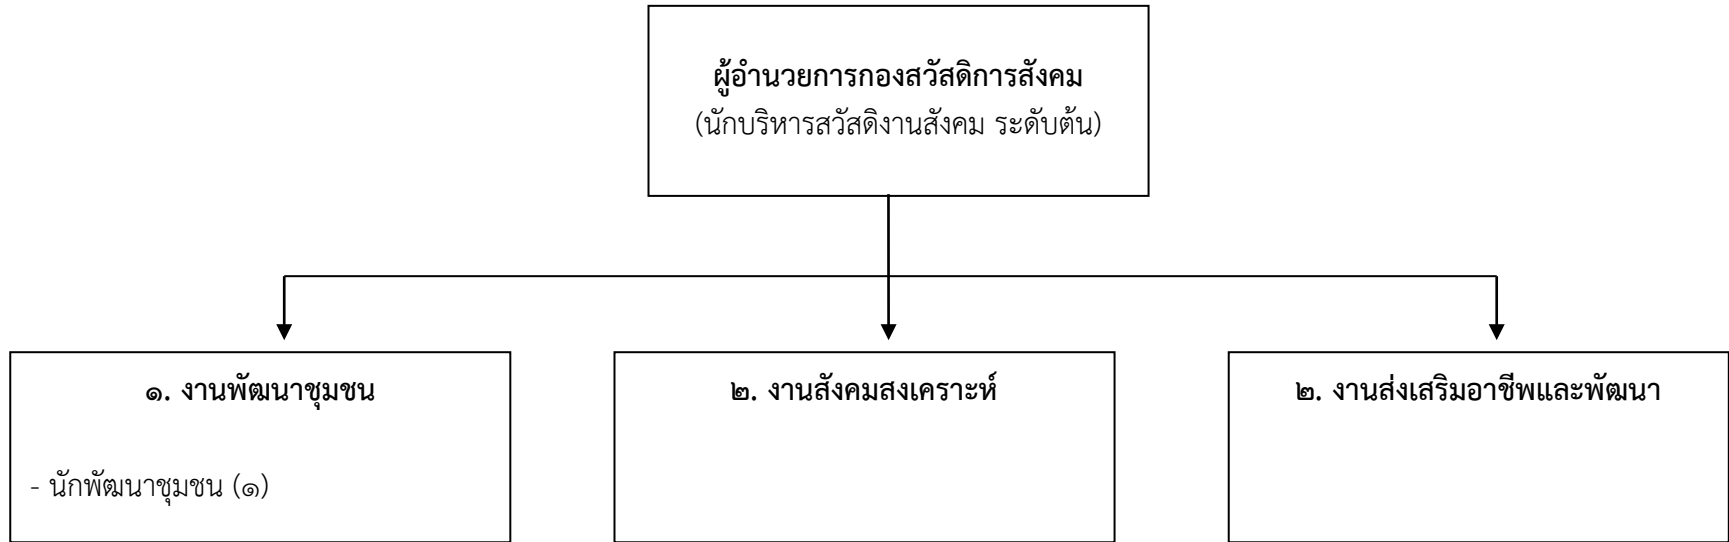 ผู้อำนวยการกองสวัสดิการสังคม
(นักบริหารสวัสดิงานสังคม ระดับต้น)
๑. งานพัฒนาชุมชน
- นักพัฒนาชุมชน (๑)
๒. งานสังคมสงเคราะห์
๒. งานส่งเสริมอาชีพและพัฒนา